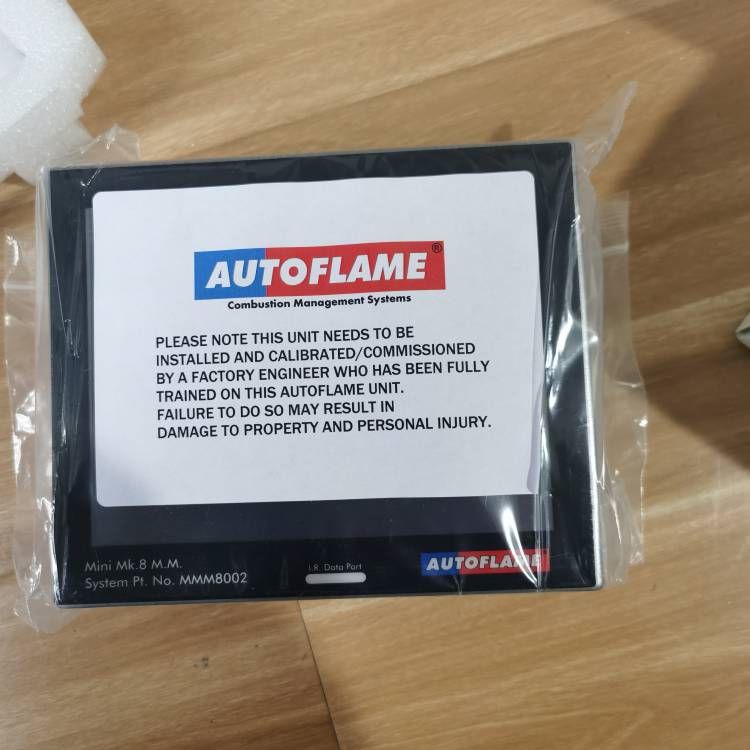 AUTOFLAME®
Combustion Management Systems
PLEASE NOTE THIS UNIT NEEDS TO BE
INSTALLED AND CALIBRATED/COMMISSIONED
BY A FACTORY ENGINEER WHO HAS BEEN FULLY
TRAINED ON THIS AUTOFLAME UNIT.
FAILURE TO DO SO MAY RESULT IN
DAMAGE TO PROPERTY AND PERSONAL INJURY.
Mini Mk.8 M.M.
System Pt. No. MMM8002
I.R. Data Port
AUTOFLAME